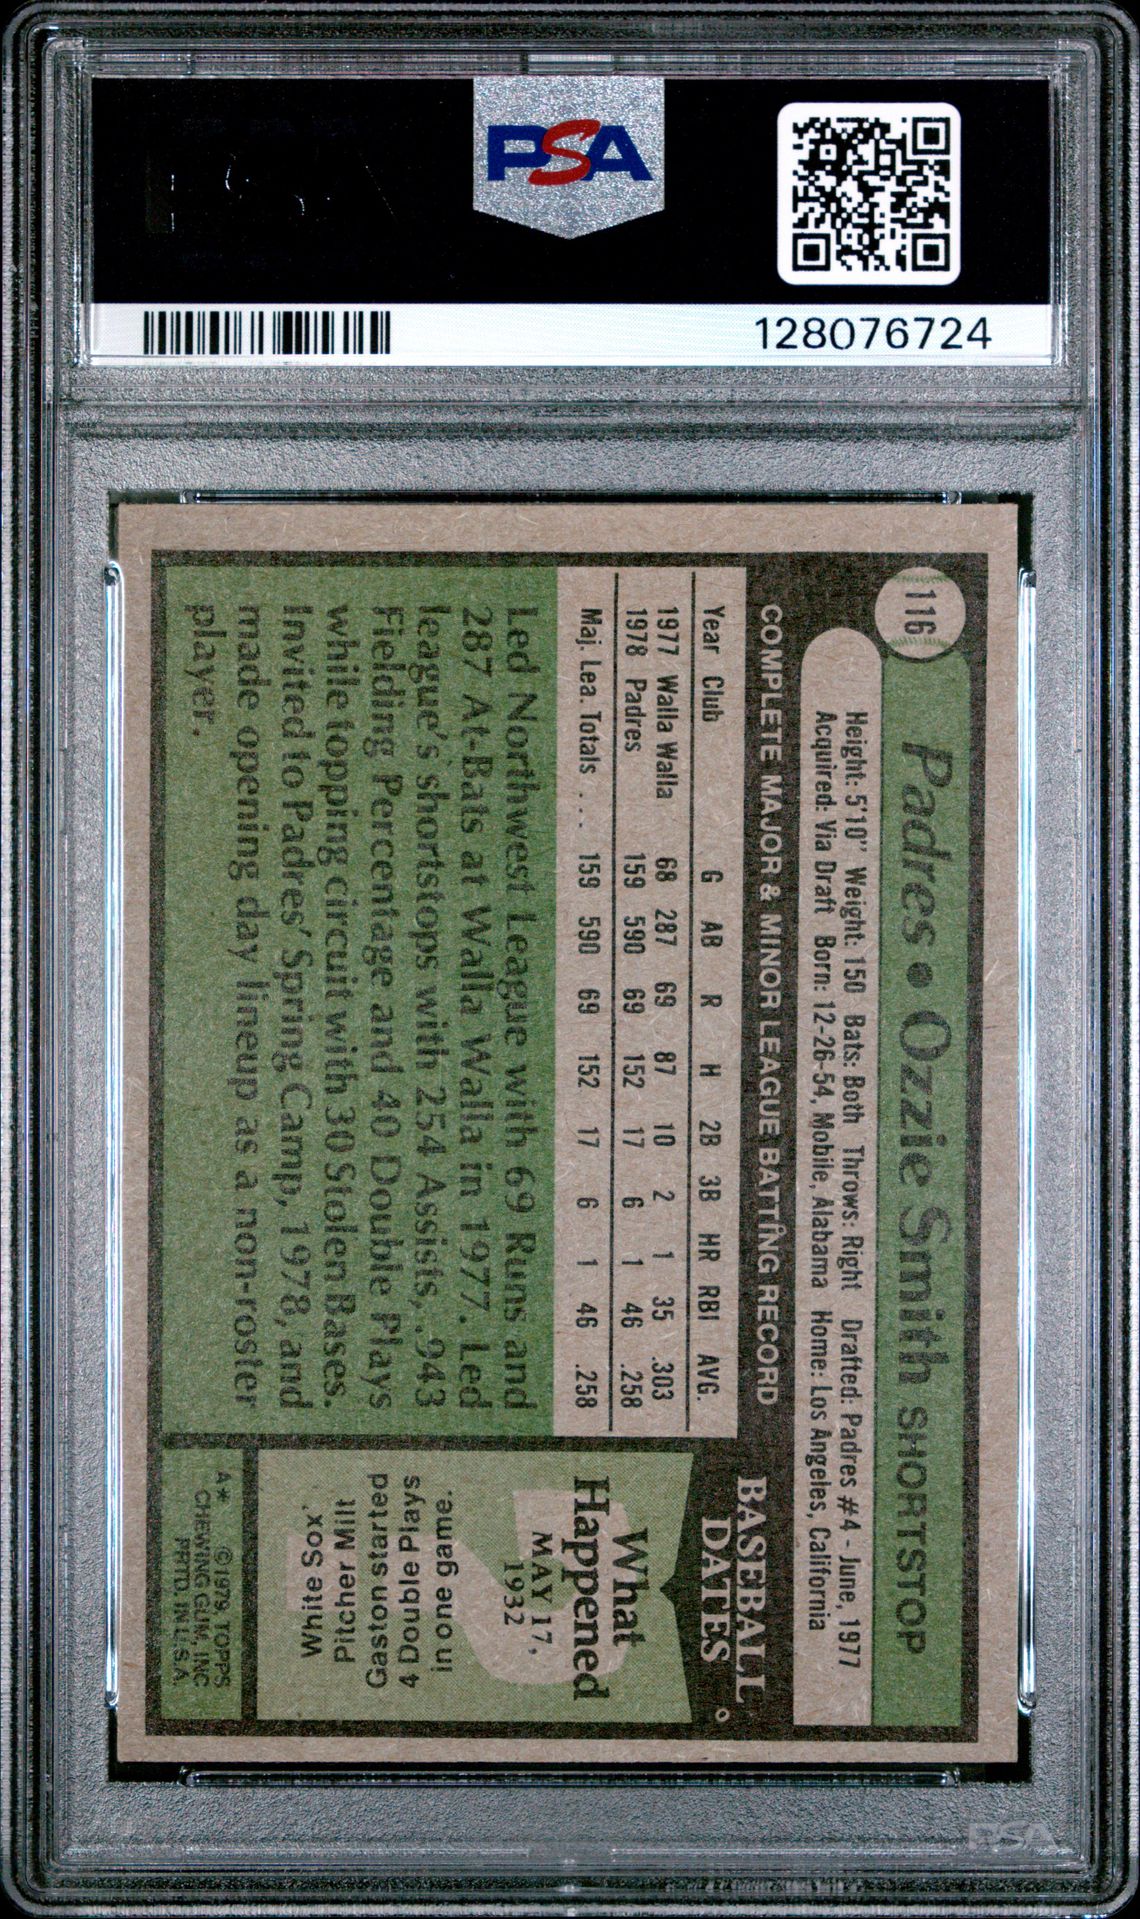 PSA
128076724
116
Padres • Ozzie Smith SHORTSTOP
Height: 5'10" Weight: 150 Bats: Both Throws: Right Drafted: Padres #4 - June, 1977
Acquired: Via Draft Born: 12-26-54, Mobile, Alabama Home: Los Angeles, California
COMPLETE MAJOR & MINOR LEAGUE BATTING RECORD
Year Club G AB R H 2B 3B HR RBI AVG.
1977 Walla Walla 68 287 69 87 10 2 1 35 .303
1978 Padres 159 590 69 152 17 6 1 46 .258
Maj. Lea. Totals ... 159 590 69 152 17 6 1 46 .258
Led Northwest League with 69 Runs and
287 At-Bats at Walla Walla in 1977. Led
league's shortstops with 254 Assists, .943
Fielding Percentage and 40 Double Plays
while topping circuit with 30 Stolen Bases.
Invited to Padres' Spring Camp, 1978, and
made opening day lineup as a non-roster
player.
BASEBALL
DATES
What
Happened
MAY 17,
1932
White Sox'
Pitcher Milt
Gaston started
4 Double Plays
in one game.
A** ©1979, TOPPS
CHEWING GUM, INC
PRTD. IN U.S.A.
PSA